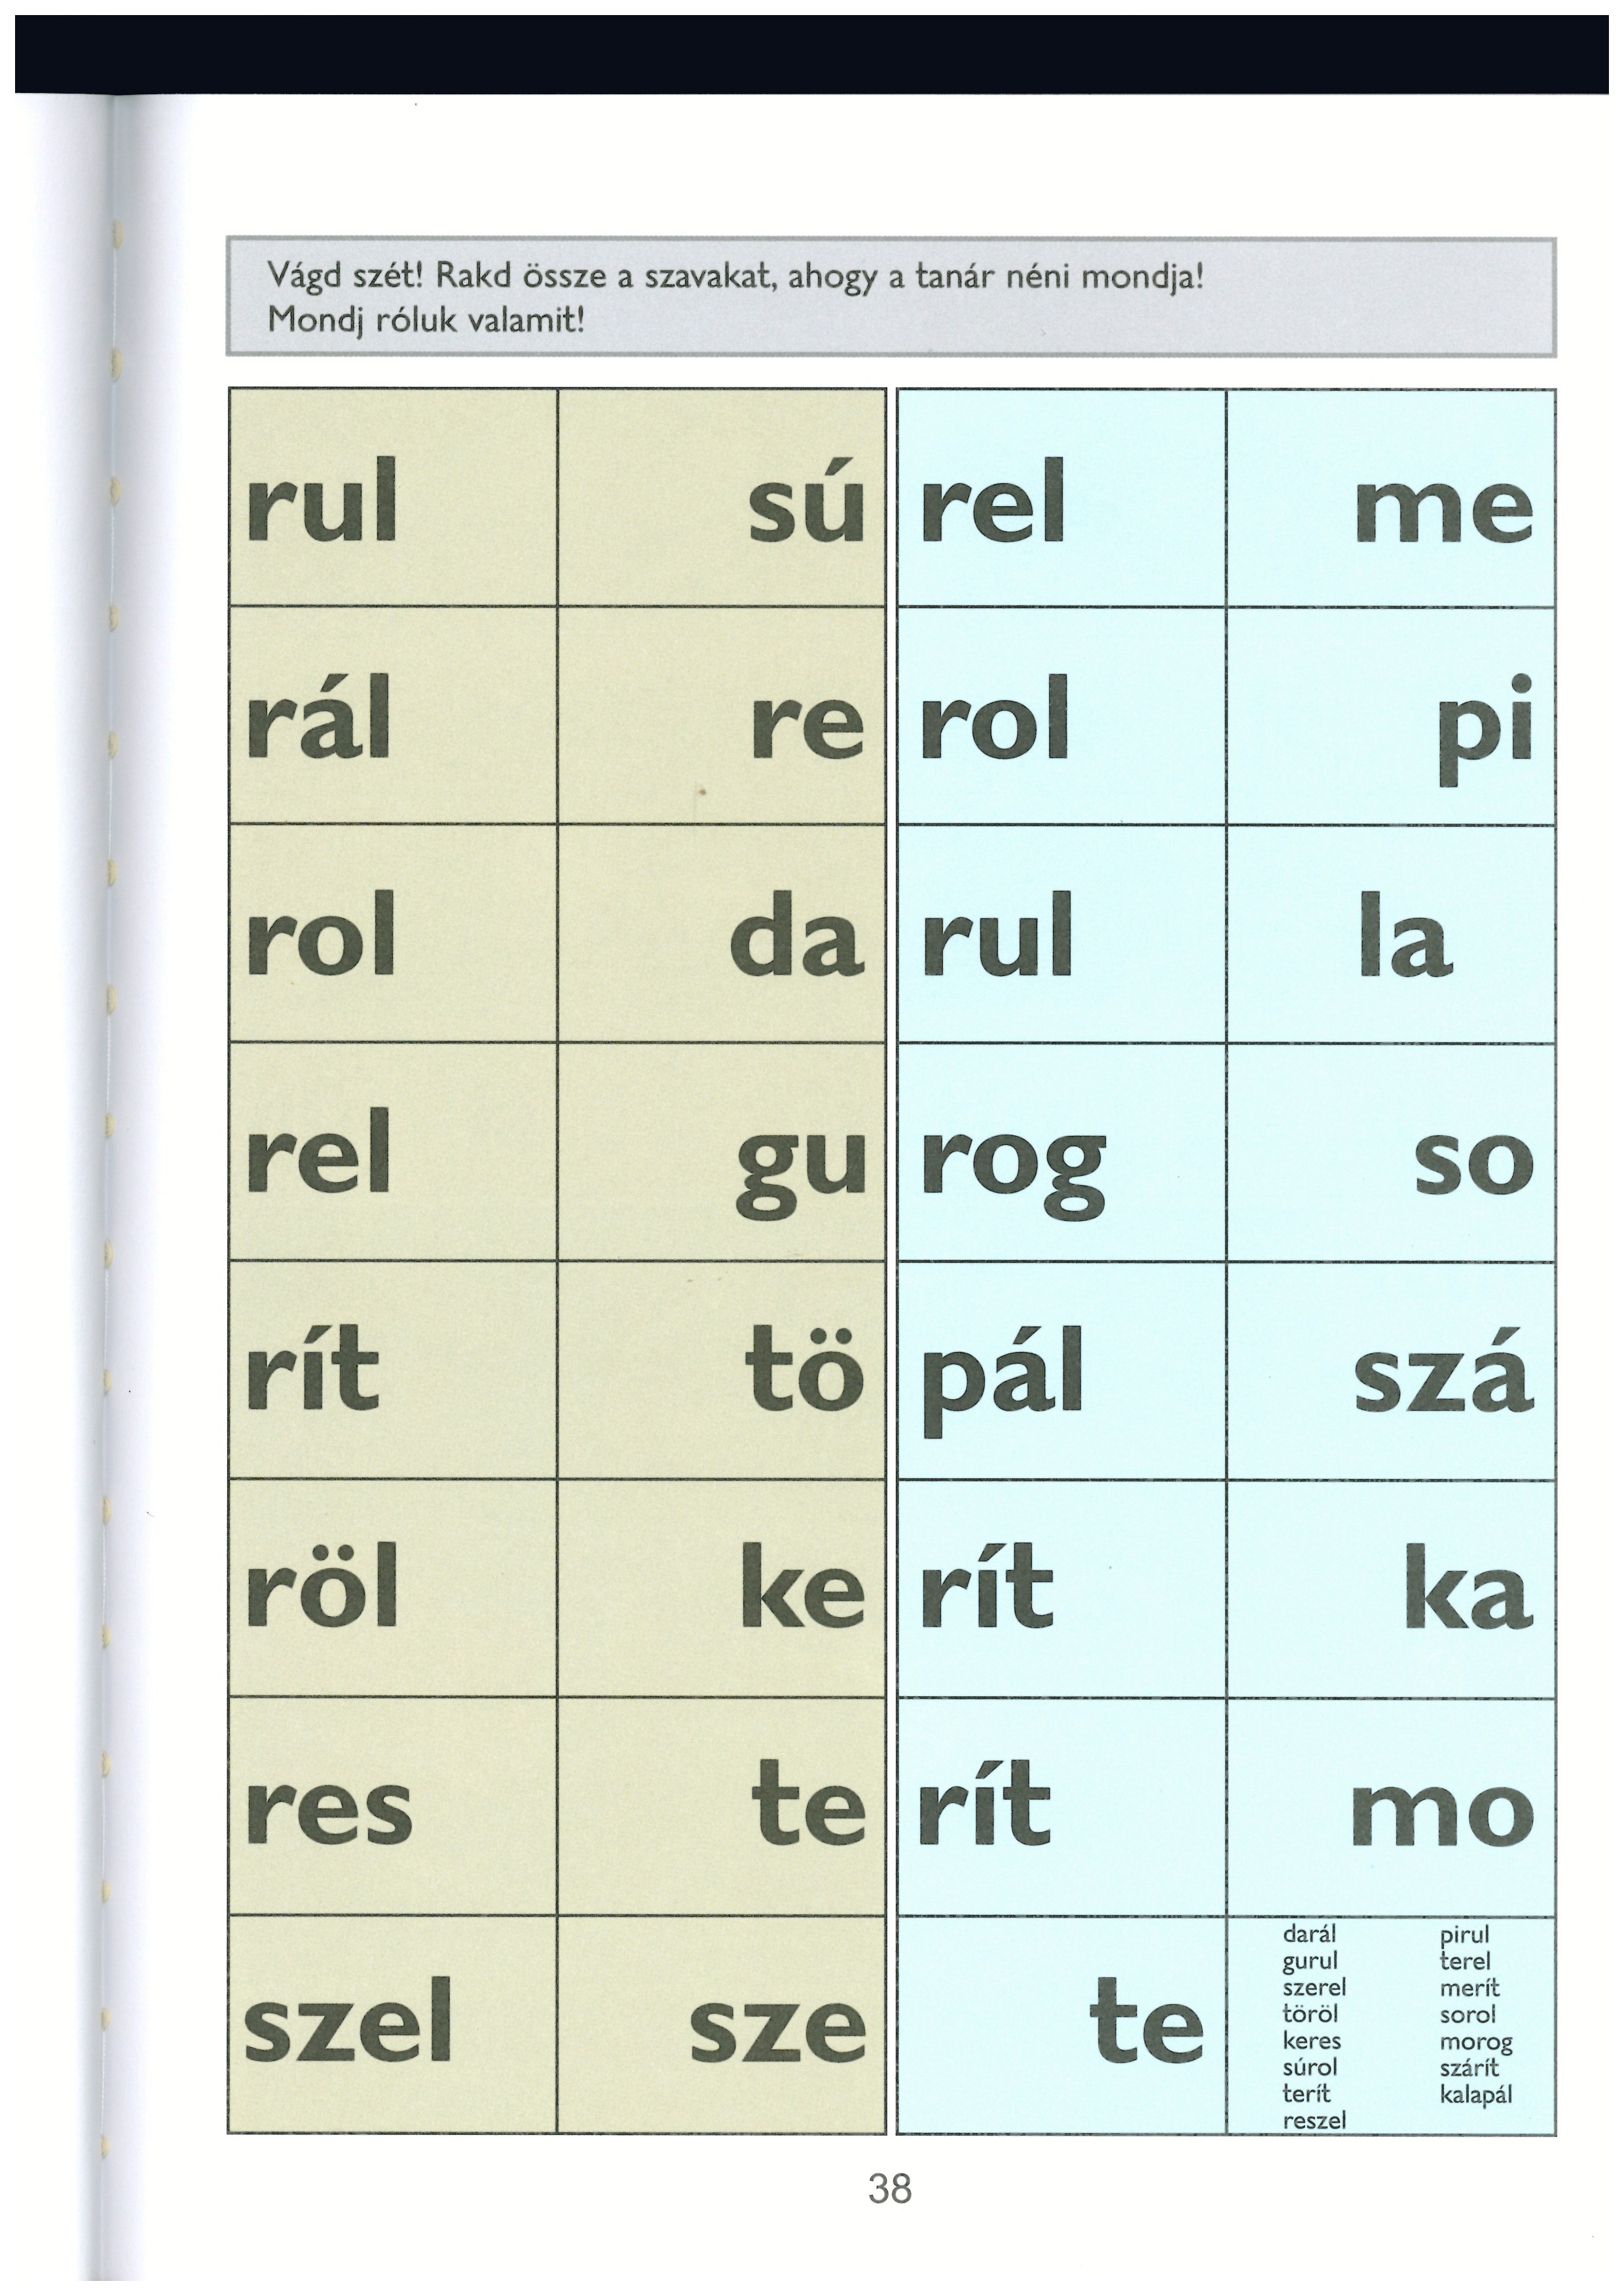 Vágd szét! Rakd össze a szavakat, ahogy a tanár néni mondja!
Mondj róluk valamit!
rul sú rel me
rál re rol pi
rol da rul la
rel gu rog so
rít tö pál szá
röl ke rít ka
res te rít mo
szel sze te
darál pirul
gurul terel
szerel merít
töröl sorol
keres morog
súrol szárít
terít kalapál
reszel
38